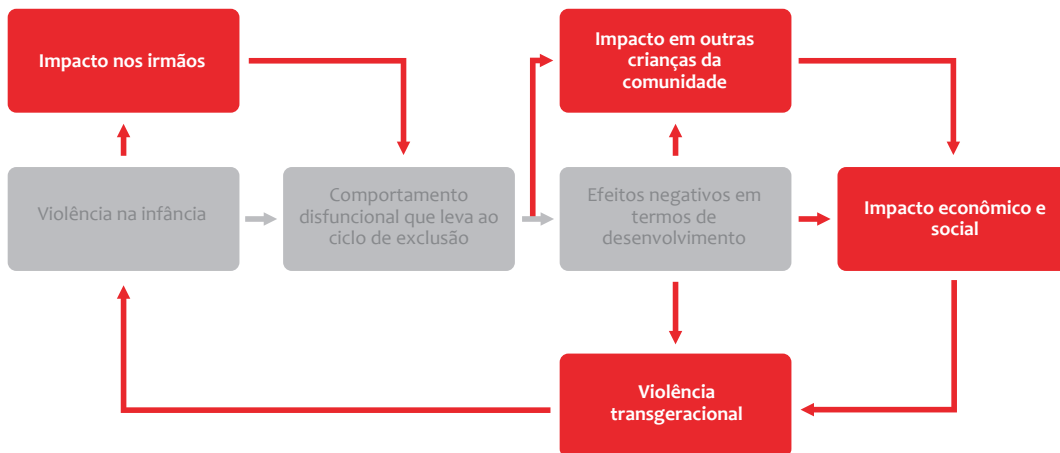 Impacto nos irmãos
Impacto em outras
crianças da
comunidade
Violência na infância
Comportamento
disfuncional que leva ao
ciclo de exclusão
Efeitos negativos em
termos de
desenvolvimento
Impacto econômico e
social
Violência
transgeracional